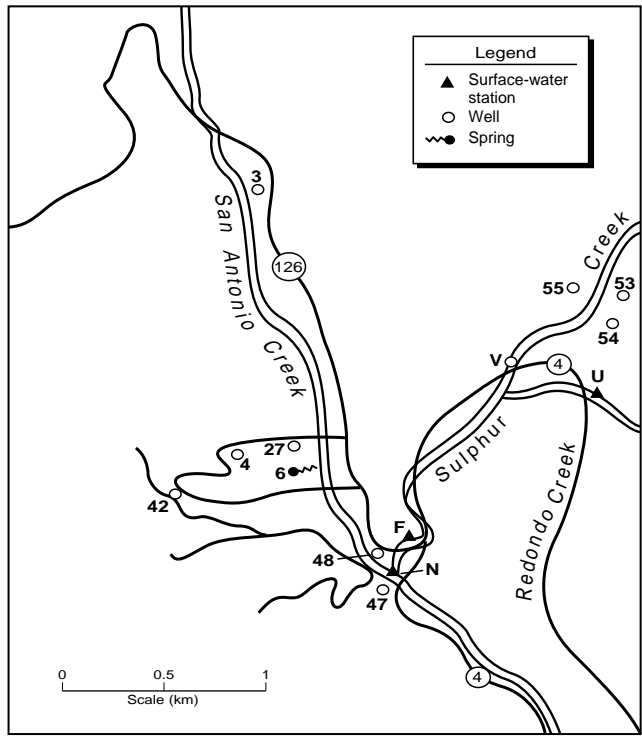 Legend
Surface-water
station
Well
Spring
3
San Antonio Creek
126
Creek
55
53
54
V
4
U
Sulphur
27
4
6
42
Redondo Creek
F
48
N
47
4
0
0.5
1
Scale (km)